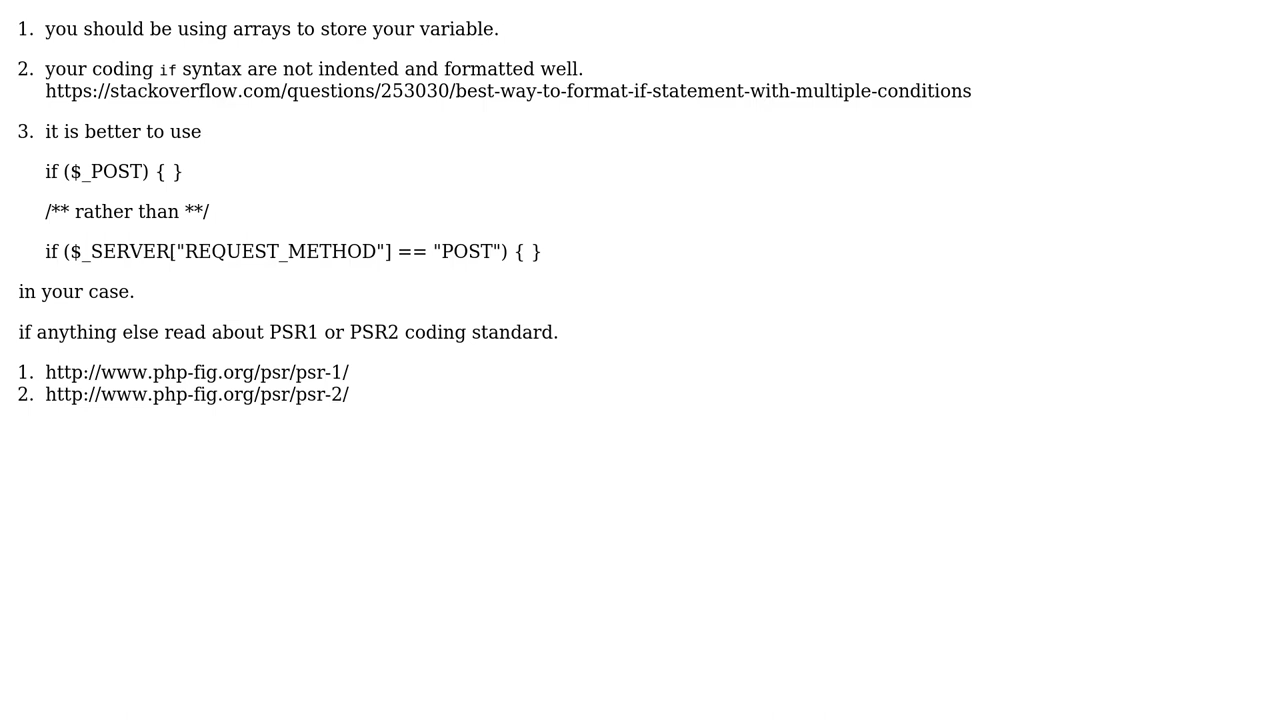 1. you should be using arrays to store your variable.
2. your coding if syntax are not indented and formatted well.
https://stackoverflow.com/questions/253030/best-way-to-format-if-statement-with-multiple-conditions
3. it is better to use
if ($_POST) { }
/** rather than **/
if ($_SERVER["REQUEST_METHOD"] == "POST") { }
in your case.
if anything else read about PSR1 or PSR2 coding standard.
1. http://www.php-fig.org/psr/psr-1/
2. http://www.php-fig.org/psr/psr-2/